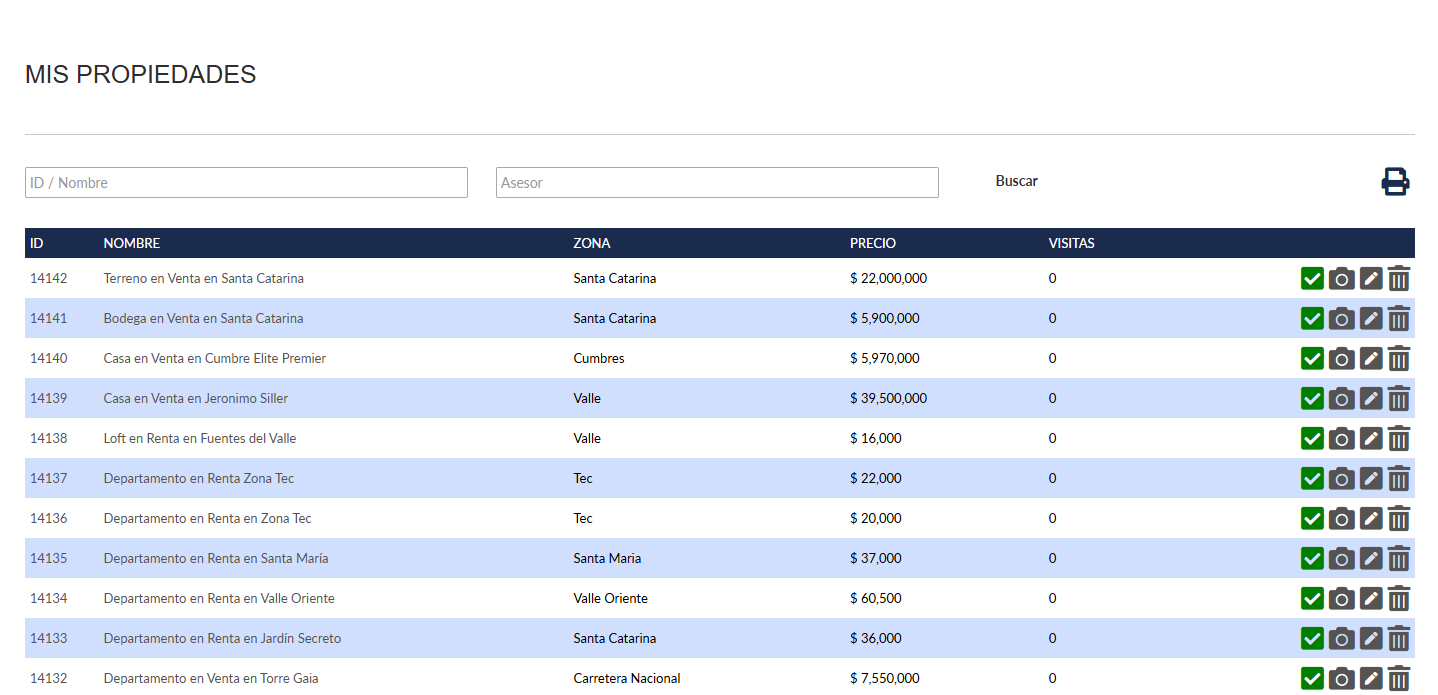 MIS PROPIEDADES
ID / Nombre Asesor Buscar
ID NOMBRE ZONA PRECIO VISITAS
14142 Terreno en Venta en Santa Catarina Santa Catarina $ 22,000,000 0
14141 Bodega en Venta en Santa Catarina Santa Catarina $ 5,900,000 0
14140 Casa en Venta en Cumbre Elite Premier Cumbres $ 5,970,000 0
14139 Casa en Venta en Jeronimo Siller Valle $ 39,500,000 0
14138 Loft en Renta en Fuentes del Valle Valle $ 16,000 0
14137 Departamento en Renta Zona Tec Tec $ 22,000 0
14136 Departamento en Renta en Zona Tec Tec $ 20,000 0
14135 Departamento en Renta en Santa María Santa Maria $ 37,000 0
14134 Departamento en Renta en Valle Oriente Valle Oriente $ 60,500 0
14133 Departamento en Renta en Jardín Secreto Santa Catarina $ 36,000 0
14132 Departamento en Venta en Torre Gaia Carretera Nacional $ 7,550,000 0